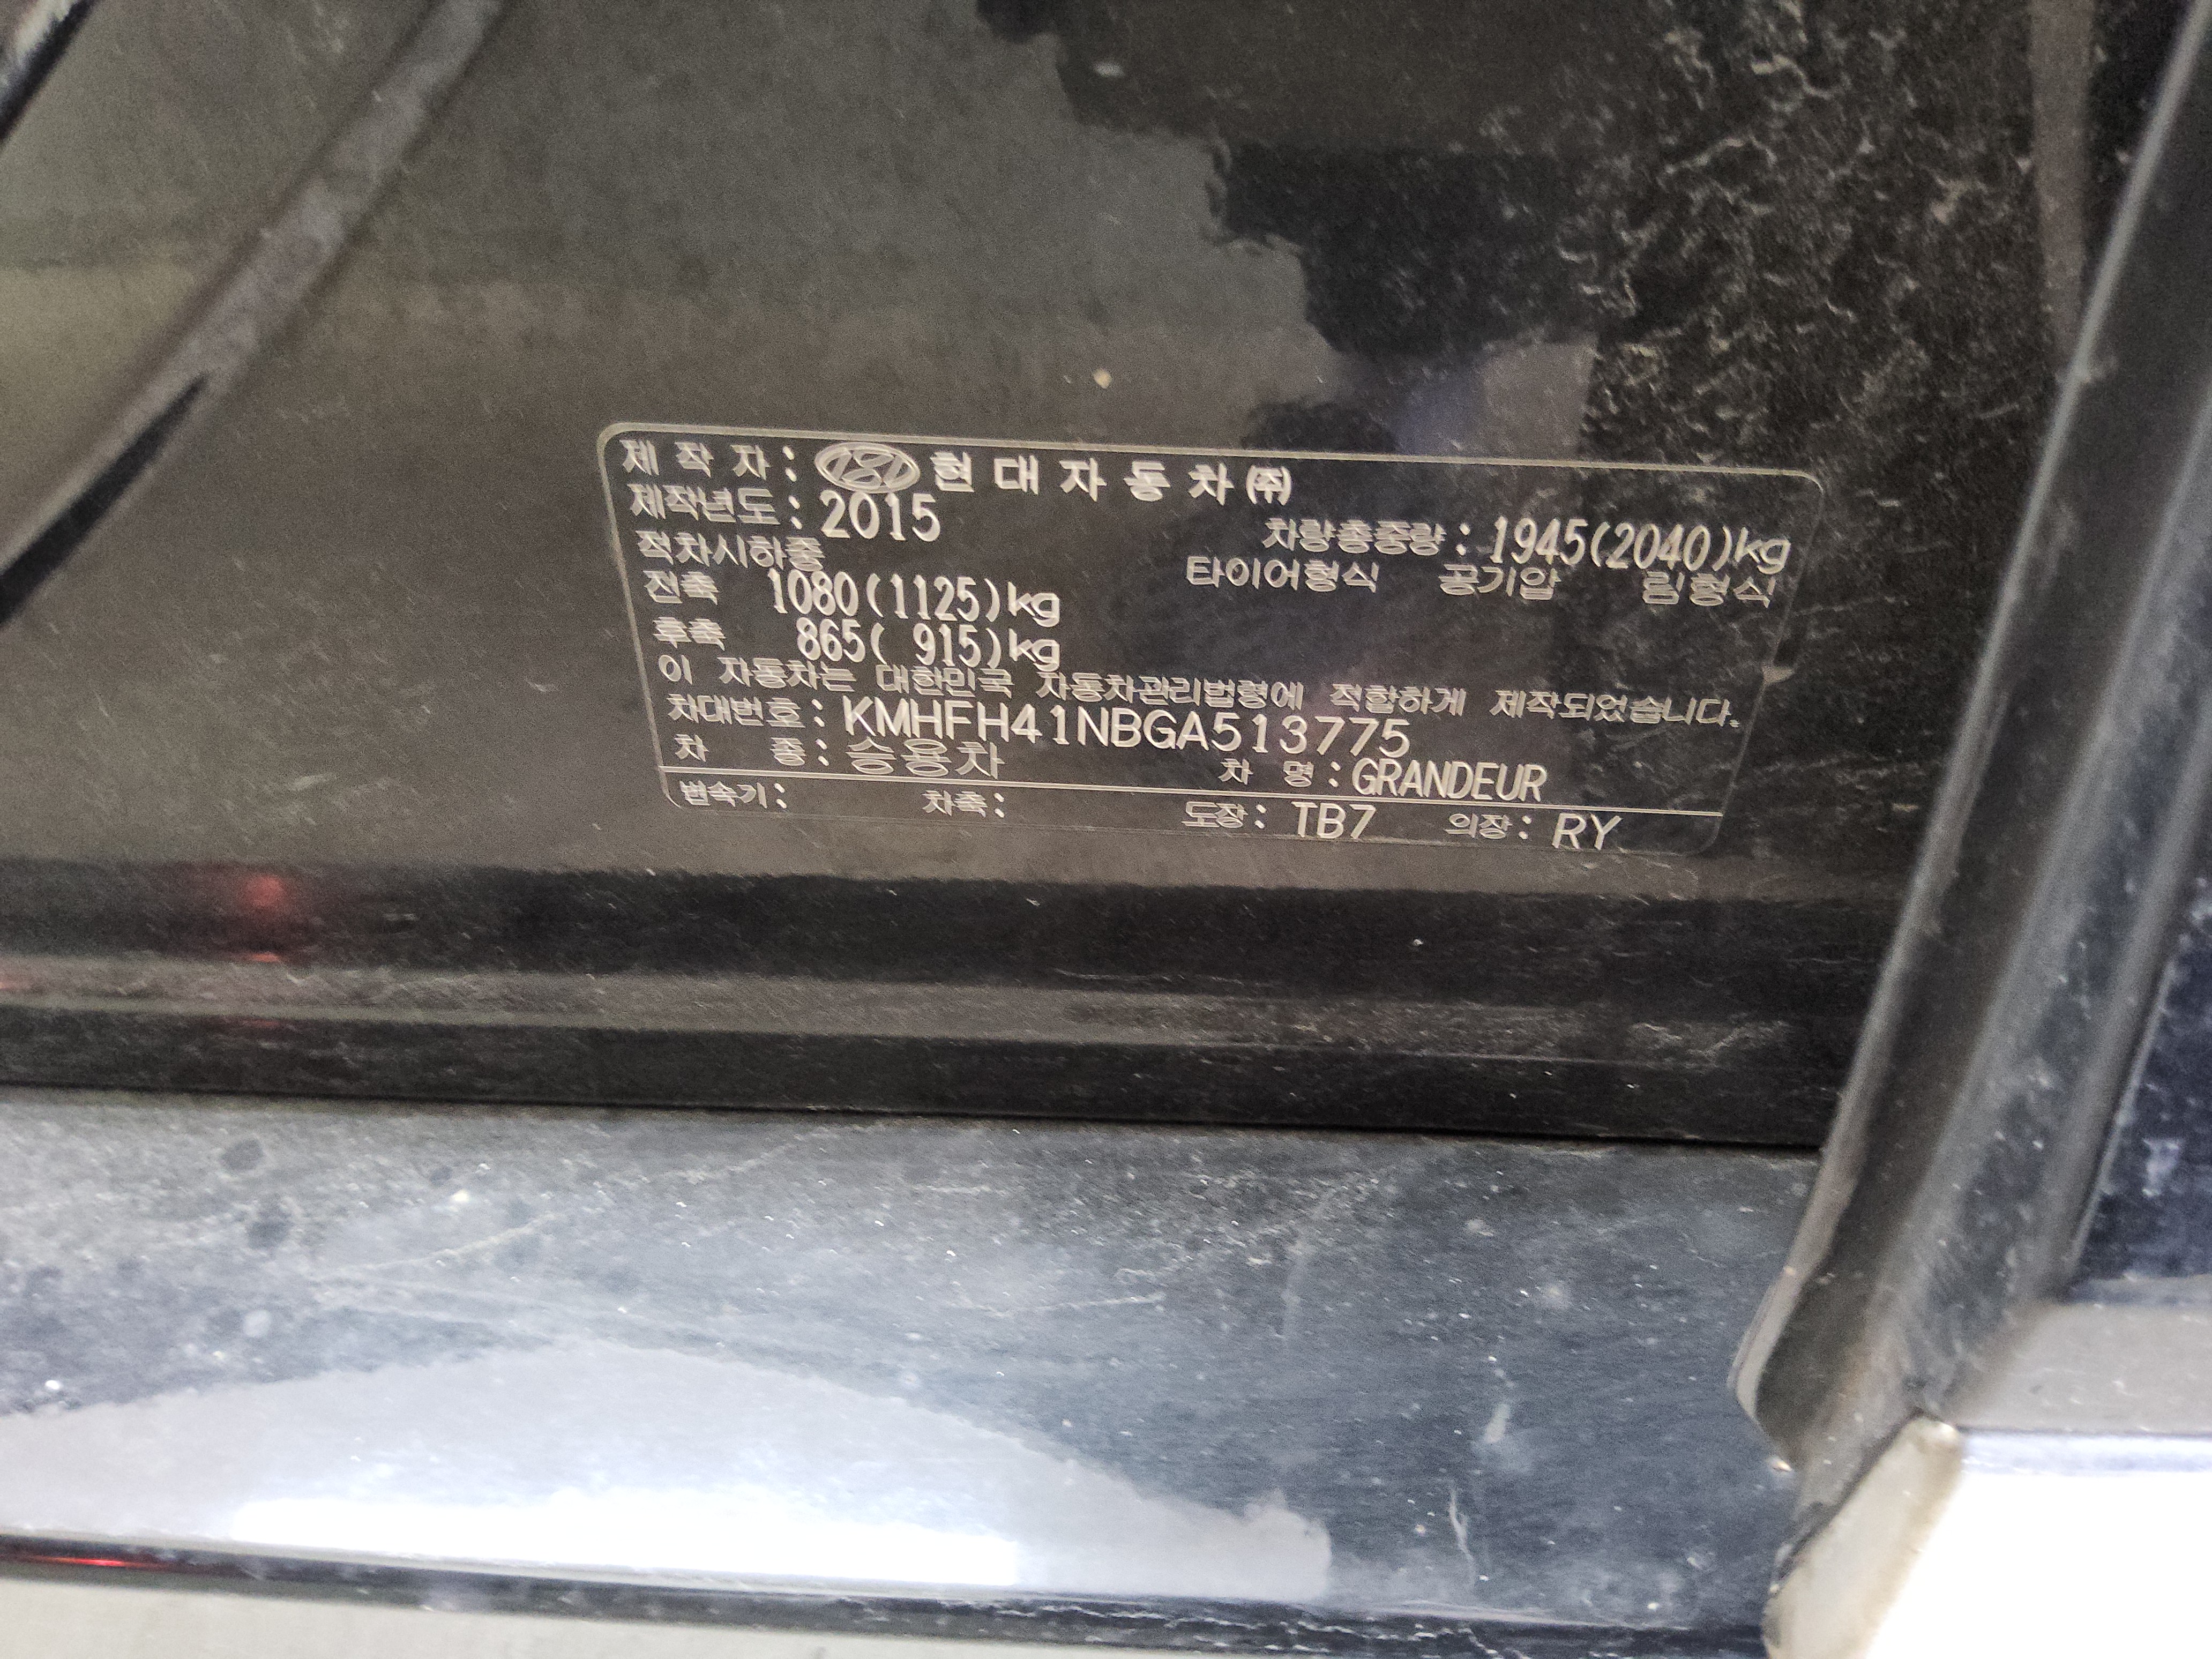 제 작 자 : 현 대 자 동 차 ㈜
제작년도 : 2015
차량총중량 : 1945(2040)kg
적차시하중
타이어형식 공기압 림형식
전축 1080(1125)kg
후축 865( 915)kg
이 자동차는 대한민국 자동차관리법령에 적합하게 제작되었습니다.
차대번호 : KMHFH41NBGA513775
차 종 : 승용차 차 명 : GRANDEUR
변속기 : 차축 : 도장 : TB7 의장 : RY